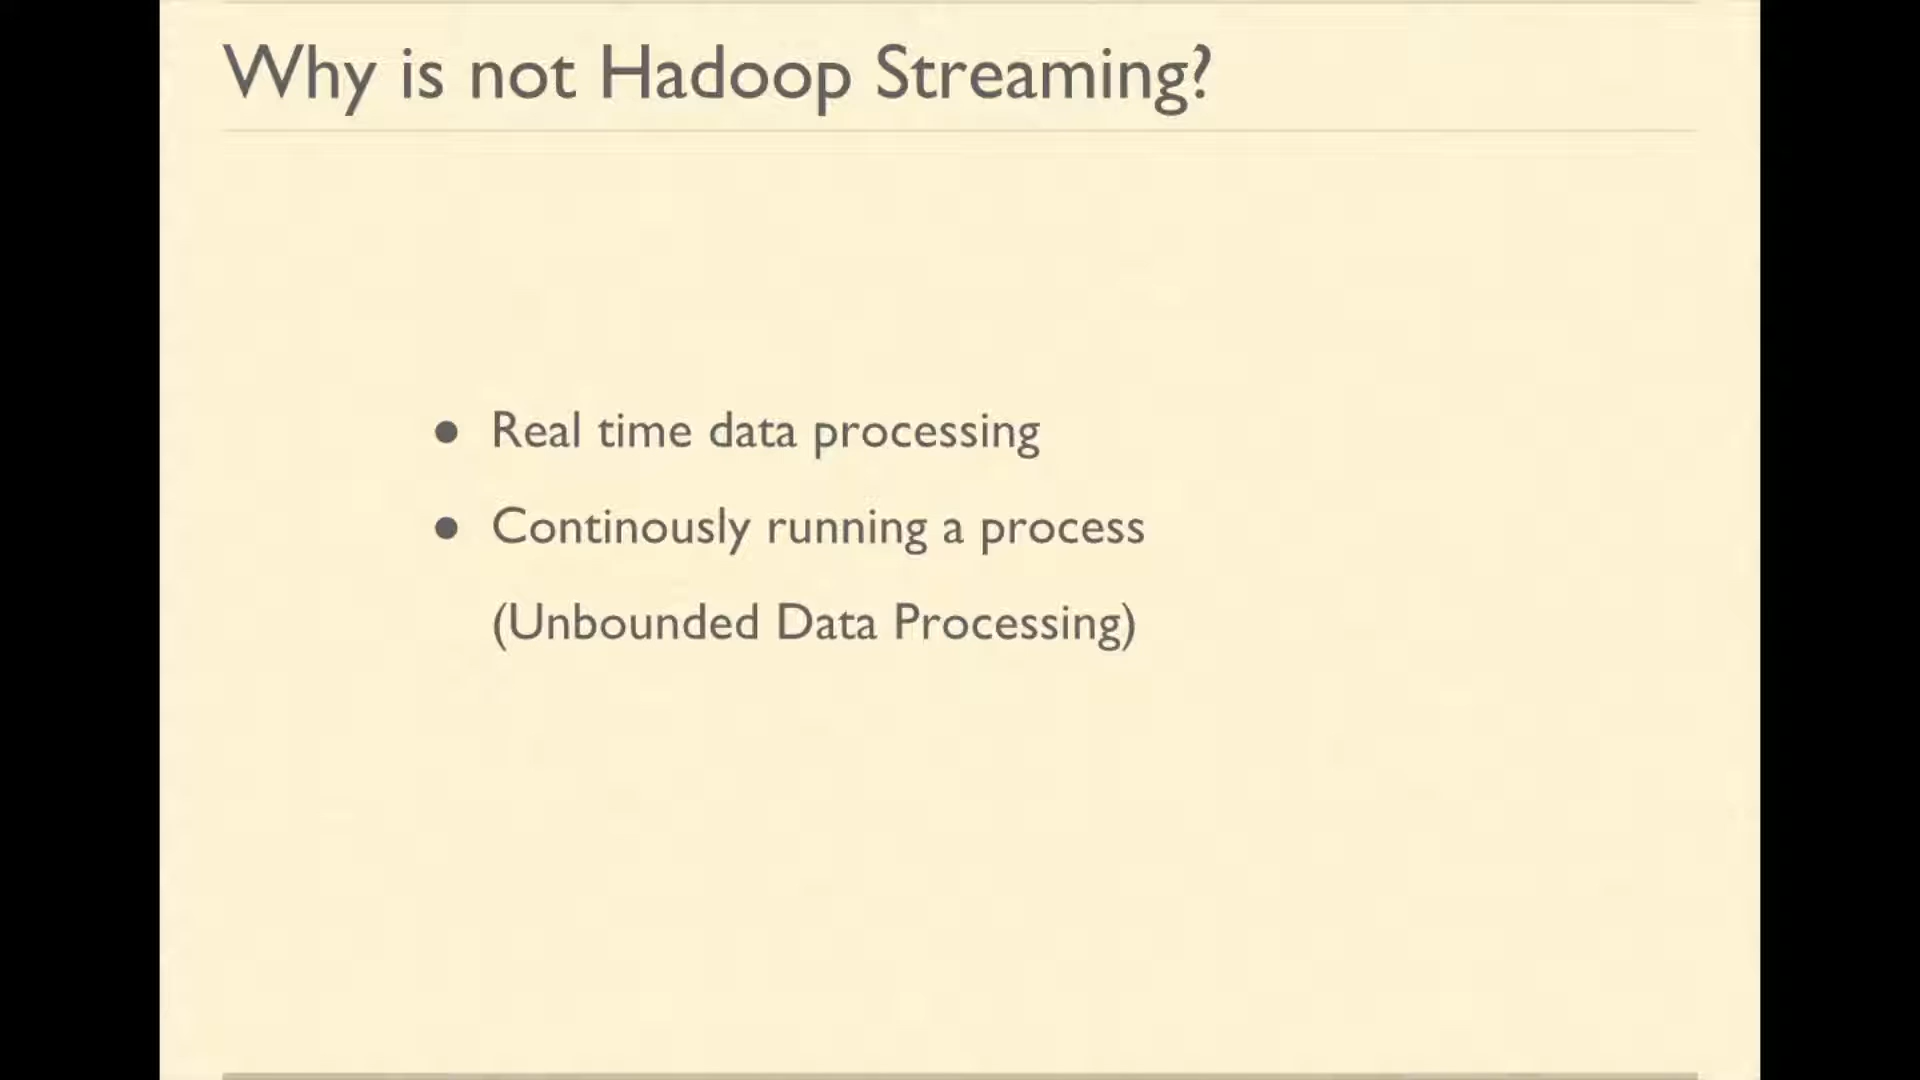 Why is not Hadoop Streaming?
● Real time data processing
● Continously running a process
(Unbounded Data Processing)